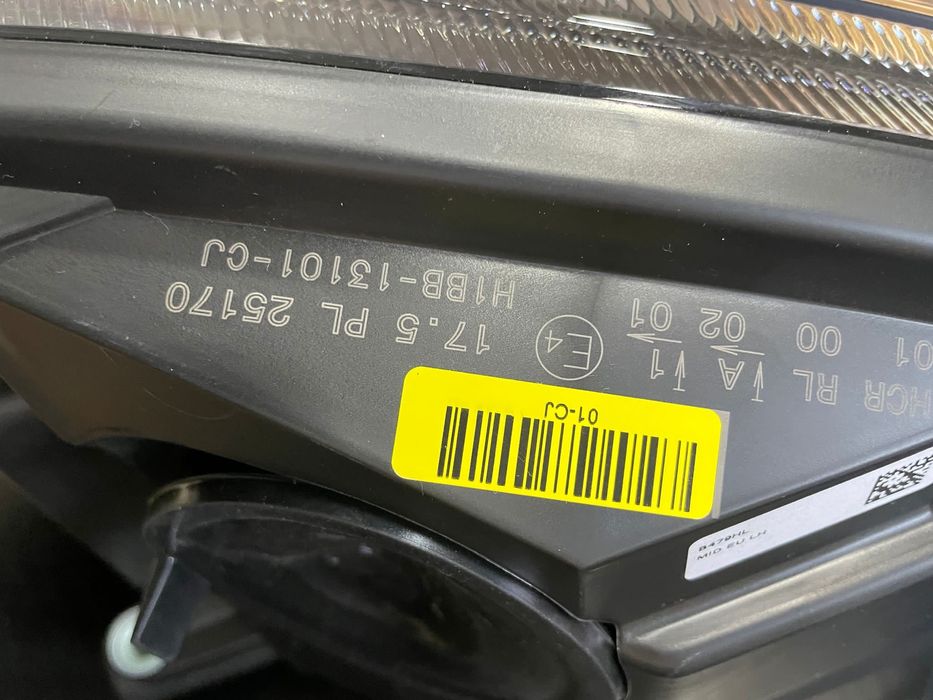 B479HL
MID EU LH
01-CJ
HCR RL A 1
01 00 02 01
E4
17.5 PL 25170
H1BB-13101-CJ